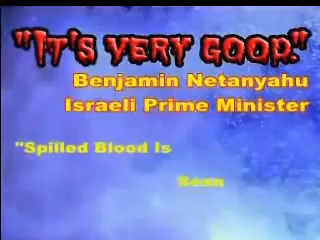 "It's very good."
Benjamin Netanyahu
Israeli Prime Minister
"Spilled Blood Is